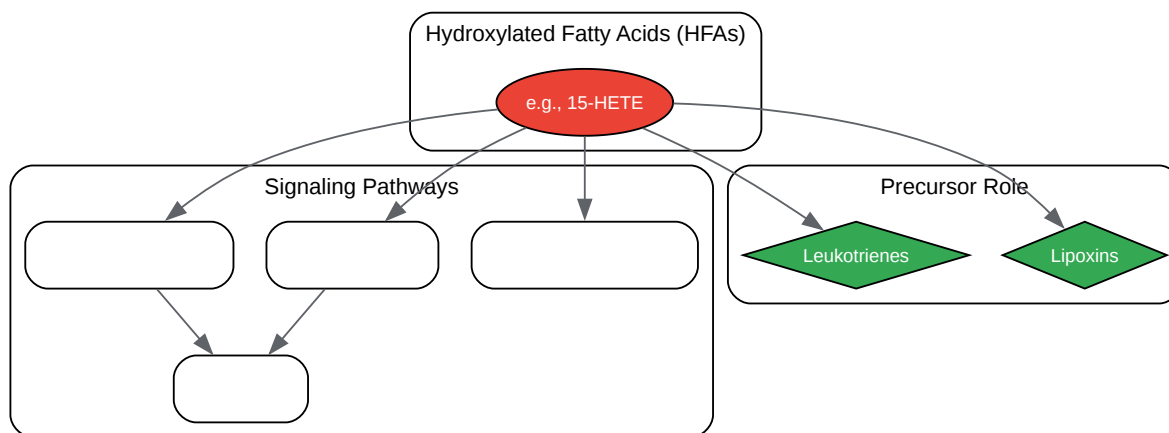 Hydroxylated Fatty Acids (HFAs)
e.g., 15-HETE
Signaling Pathways
Precursor Role
Leukotrienes
Lipoxins